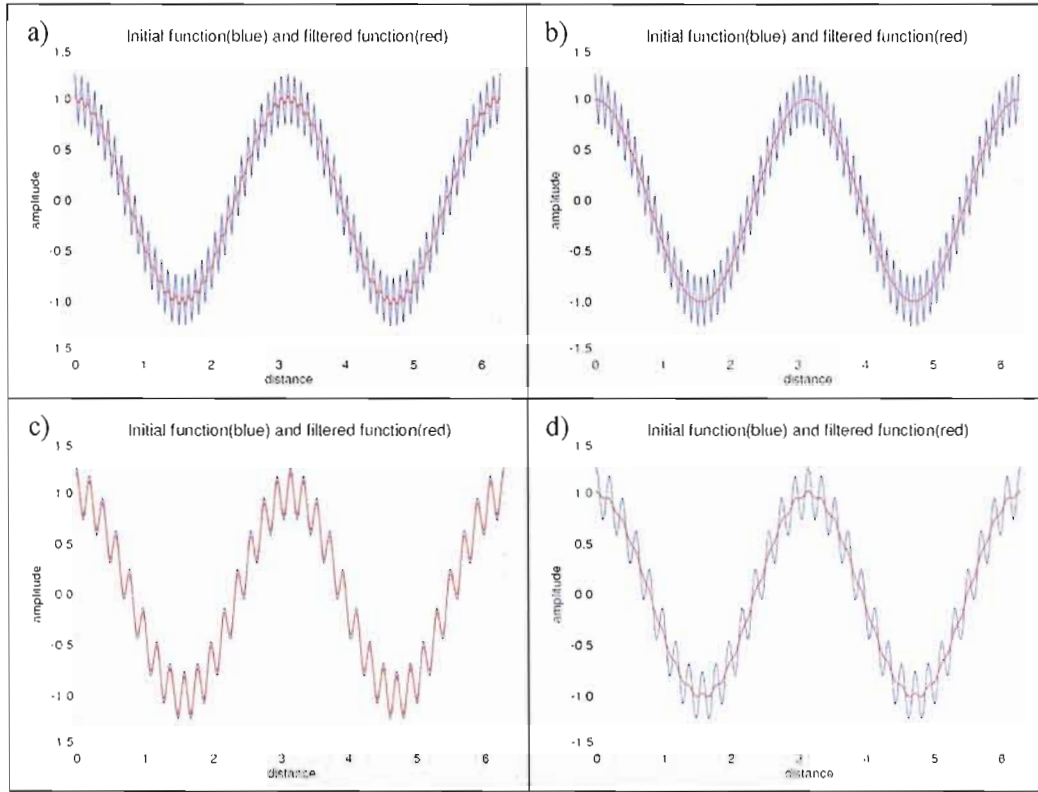 a)
Initial function(blue) and filtered function(red)
1 5
1 0
0.5
0 0
-0.5
-1.0
1 5
amplitude
0 1 2 3 4 5 6
distance
b)
Initial function(blue) and filtered function(red)
1 5
1 0
0.5
0 0
-0.5
-1.0
-1.5
amplitude
0 1 2 3 4 5 6
distance
c)
Initial function(blue) and filtered function(red)
1 5
1 0
0.5
0.0
-0.5
-1 0
1 5
amplitude
0 1 2 3 4 5 6
distance
d)
Initial function(blue) and filtered function(red)
1 5
1 0
0.5
0.0
-0.5
-1 0
-1.5
amplitude
0 1 2 3 4 5 6
distance